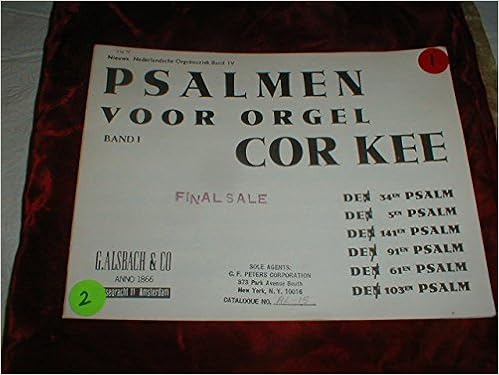 Nieuwe Nederlandsche Orgelmuziek Band IV
1
PSALMEN
VOOR ORGEL
BAND I
COR KEE
FINAL SALE
DEN 34EN PSALM
DEN 5EN PSALM
DEN 141EN PSALM
DEN 91EN PSALM
DEN 61EN PSALM
DEN 103EN PSALM
G.ALSBACH & CO
ANNO 1866
Amsterdam
2
SOLE AGENTS:
C. F. PETERS CORPORATION
373 Park Avenue South
New York, N. Y. 10016
CATALOGUE NO. AL-15